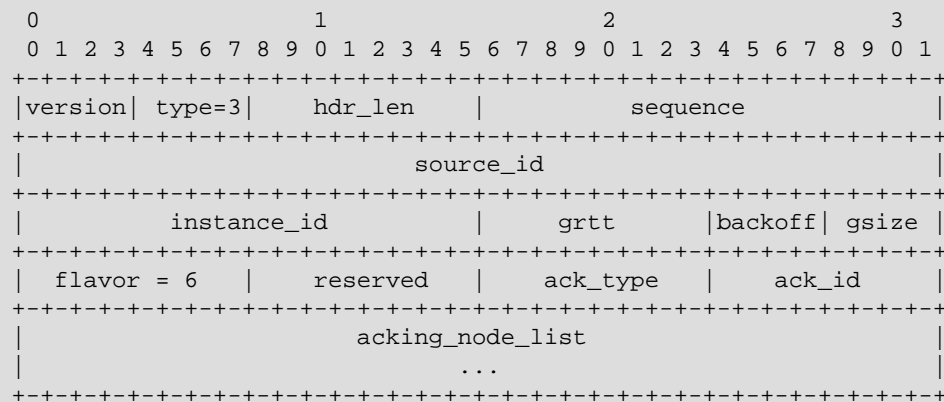 0                   1                   2                   3
 0 1 2 3 4 5 6 7 8 9 0 1 2 3 4 5 6 7 8 9 0 1 2 3 4 5 6 7 8 9 0 1
+-+-+-+-+-+-+-+-+-+-+-+-+-+-+-+-+-+-+-+-+-+-+-+-+-+-+-+-+-+-+-+-+
|version| type=3|    hdr_len    |          sequence             |
+-+-+-+-+-+-+-+-+-+-+-+-+-+-+-+-+-+-+-+-+-+-+-+-+-+-+-+-+-+-+-+-+
|                           source_id                           |
+-+-+-+-+-+-+-+-+-+-+-+-+-+-+-+-+-+-+-+-+-+-+-+-+-+-+-+-+-+-+-+-+
|          instance_id          |     grtt      |backoff| gsize |
+-+-+-+-+-+-+-+-+-+-+-+-+-+-+-+-+-+-+-+-+-+-+-+-+-+-+-+-+-+-+-+-+
|  flavor = 6   |    reserved   |    ack_type   |    ack_id     |
+-+-+-+-+-+-+-+-+-+-+-+-+-+-+-+-+-+-+-+-+-+-+-+-+-+-+-+-+-+-+-+-+
|                       acking_node_list                        |
|                              ...                              |
+-+-+-+-+-+-+-+-+-+-+-+-+-+-+-+-+-+-+-+-+-+-+-+-+-+-+-+-+-+-+-+-+